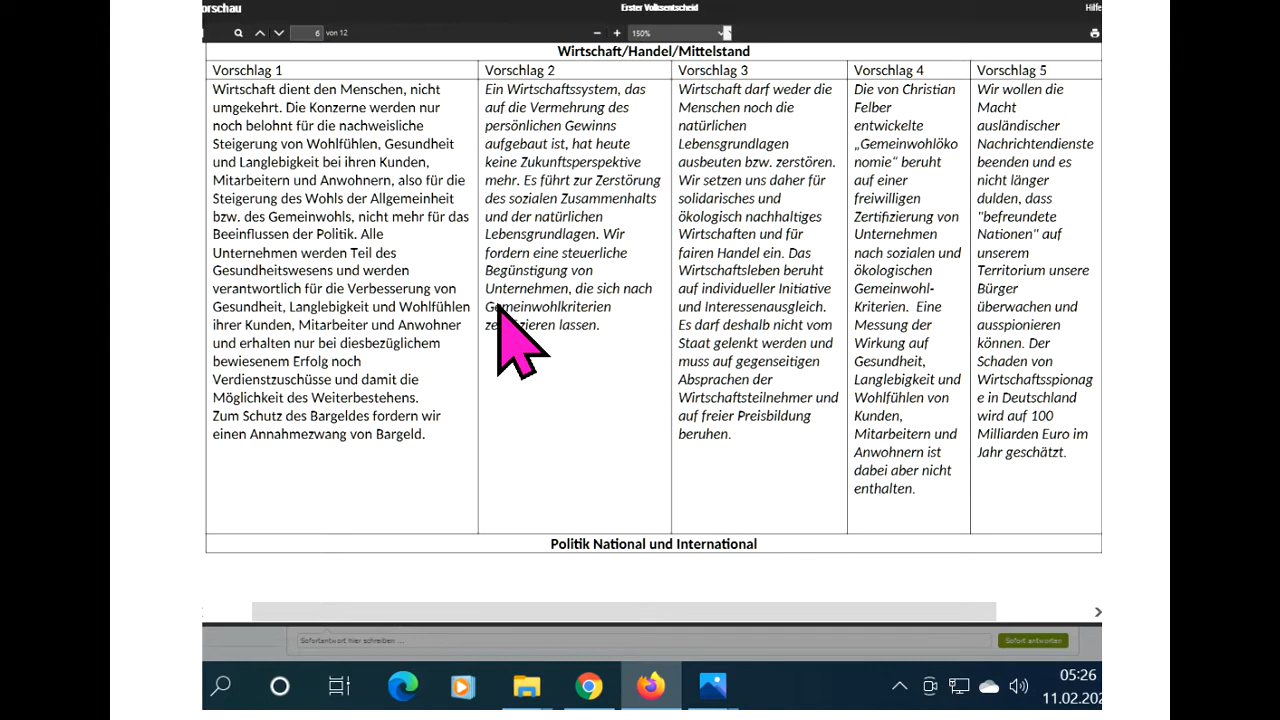 orschau
Erster Volksentscheid
Hilfe
6 von 12
150%
Wirtschaft/Handel/Mittelstand
Vorschlag 1
Wirtschaft dient den Menschen, nicht
umgekehrt. Die Konzerne werden nur
noch belohnt für die nachweisliche
Steigerung von Wohlfühlen, Gesundheit
und Langlebigkeit bei ihren Kunden,
Mitarbeitern und Anwohnern, also für die
Steigerung des Wohls der Allgemeinheit
bzw. des Gemeinwohls, nicht mehr für das
Beeinflussen der Politik. Alle
Unternehmen werden Teil des
Gesundheitswesens und werden
verantwortlich für die Verbesserung von
Gesundheit, Langlebigkeit und Wohlfühlen
ihrer Kunden, Mitarbeiter und Anwohner
und erhalten nur bei diesbezüglichem
bewiesenem Erfolg noch
Verdienstzuschüsse und damit die
Möglichkeit des Weiterbestehens.
Zum Schutz des Bargeldes fordern wir
einen Annahmezwang von Bargeld.
Vorschlag 2
Ein Wirtschaftssystem, das
auf die Vermehrung des
persönlichen Gewinns
aufgebaut ist, hat heute
keine Zukunftsperspektive
mehr. Es führt zur Zerstörung
des sozialen Zusammenhalts
und der natürlichen
Lebensgrundlagen. Wir
fordern eine steuerliche
Begünstigung von
Unternehmen, die sich nach
Gemeinwohlkriterien
zertifizieren lassen.
Vorschlag 3
Wirtschaft darf weder die
Menschen noch die
natürlichen
Lebensgrundlagen
ausbeuten bzw. zerstören.
Wir setzen uns daher für
solidarisches und
ökologisch nachhaltiges
Wirtschaften und für
fairen Handel ein. Das
Wirtschaftsleben beruht
auf individueller Initiative
und Interessenausgleich.
Es darf deshalb nicht vom
Staat gelenkt werden und
muss auf gegenseitigen
Absprachen der
Wirtschaftsteilnehmer und
auf freier Preisbildung
beruhen.
Vorschlag 4
Die von Christian
Felber
entwickelte
„Gemeinwohlöko
nomie“ beruht
auf einer
freiwilligen
Zertifizierung von
Unternehmen
nach sozialen und
ökologischen
Gemeinwohl-
Kriterien. Eine
Messung der
Wirkung auf
Gesundheit,
Langlebigkeit und
Wohlfühlen von
Kunden,
Mitarbeitern und
Anwohnern ist
dabei aber nicht
enthalten.
Vorschlag 5
Wir wollen die
Macht
ausländischer
Nachrichtendienste
beenden und es
nicht länger
dulden, dass
"befreundete
Nationen" auf
unserem
Territorium unsere
Bürger
überwachen und
ausspionieren
können. Der
Schaden von
Wirtschaftsspionag
e in Deutschland
wird auf 100
Milliarden Euro im
Jahr geschätzt.
Politik National und International
Sofortantwort hier schreiben ...
Sofort antworten
05:26
11.02.202